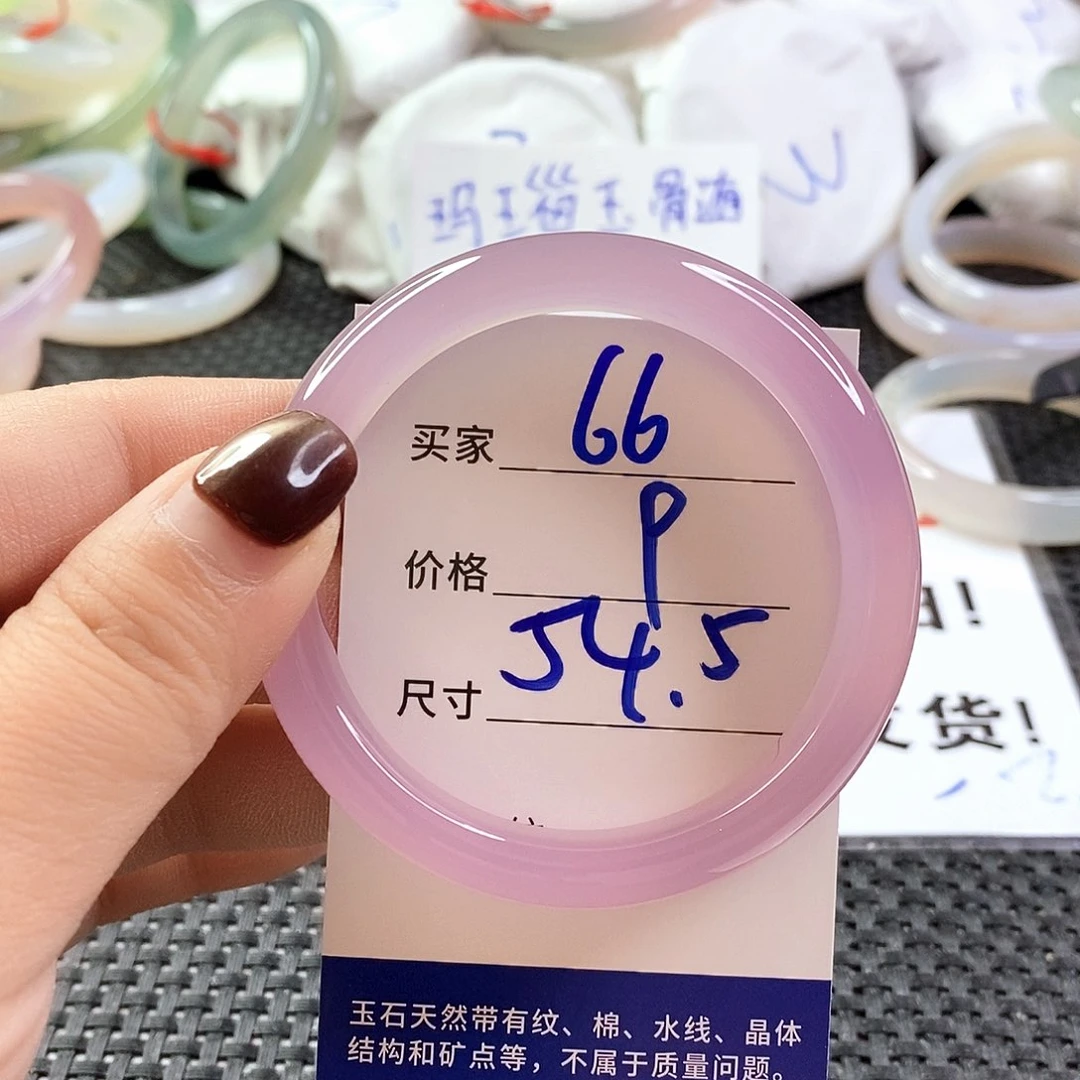 玛瑙玉骨髓
买家 66
价格 9
尺寸 54.5
货!
玉石天然带有纹、棉、水线、晶体
结构和矿点等，不属于质量问题。